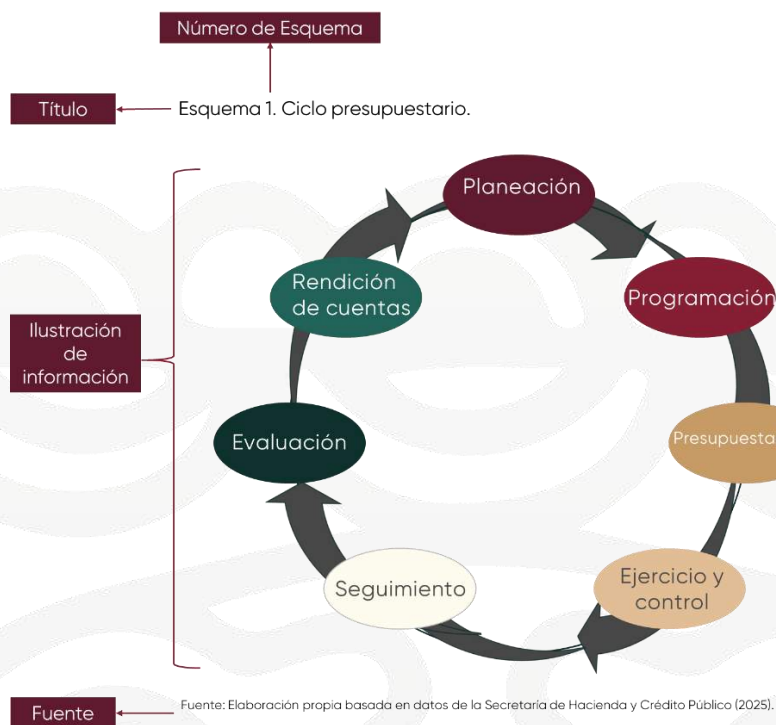 Número de Esquema
Título
Esquema 1. Ciclo presupuestario.
Planeación
Rendición
de cuentas
Programación
Ilustración
de
información
Evaluación
Presupuesta
Seguimiento
Ejercicio y
control
Fuente
Fuente: Elaboración propia basada en datos de la Secretaría de Hacienda y Crédito Público (2025).